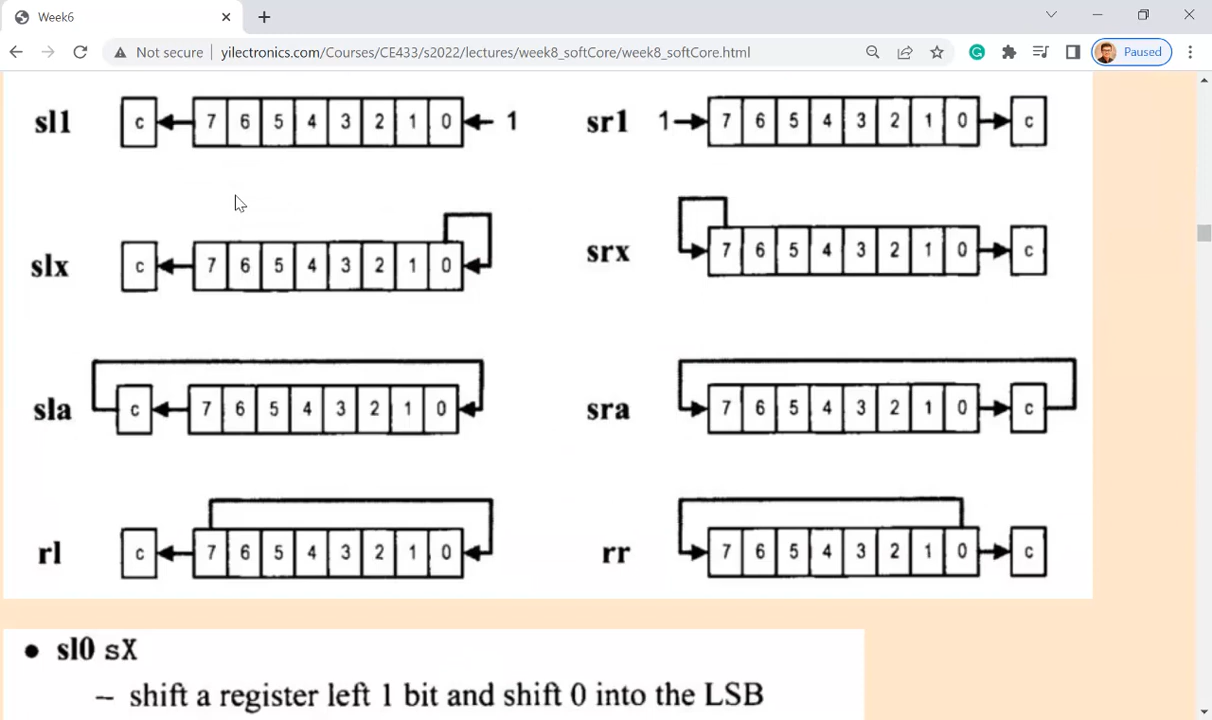 Week6
Not secure yilectronics.com/Courses/CE433/s2022/lectures/week8_softCore/week8_softCore.html Paused
sl1 c 7 6 5 4 3 2 1 0 1 sr1 1 7 6 5 4 3 2 1 0 c
slx c 7 6 5 4 3 2 1 0 srx 7 6 5 4 3 2 1 0 c
sla c 7 6 5 4 3 2 1 0 sra 7 6 5 4 3 2 1 0 c
rl c 7 6 5 4 3 2 1 0 rr 7 6 5 4 3 2 1 0 c
• sl0 sX
– shift a register left 1 bit and shift 0 into the LSB